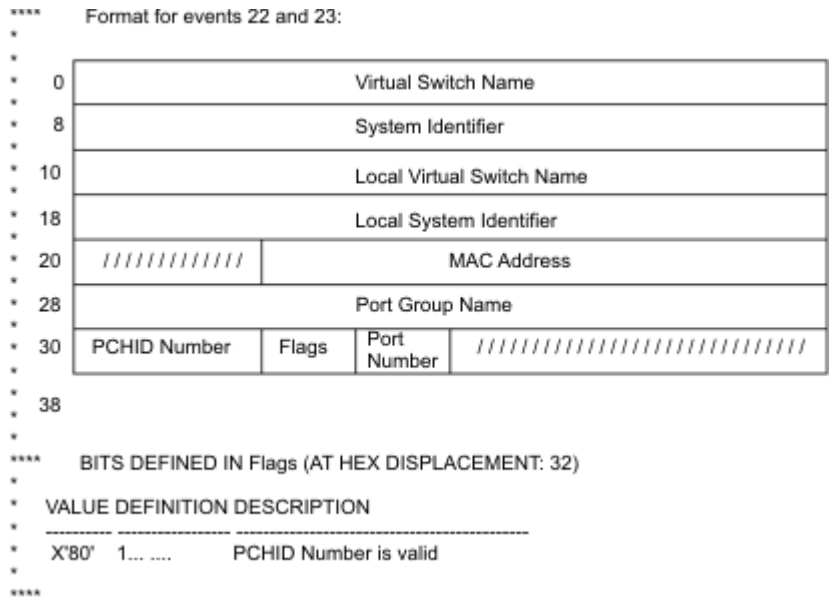 **** Format for events 22 and 23:
*
*
* 0 Virtual Switch Name
*
* 8 System Identifier
*
* 10 Local Virtual Switch Name
*
* 18 Local System Identifier
*
* 20 ///////////// MAC Address
*
* 28 Port Group Name
*
* 30 PCHID Number Flags Port Number //////////////////////////////
*
*
* 38
*
*
**** BITS DEFINED IN Flags (AT HEX DISPLACEMENT: 32)
*
* VALUE DEFINITION DESCRIPTION
* ---------- ----------------- --------------------------------------------
* X'80' 1... .... PCHID Number is valid
*
****